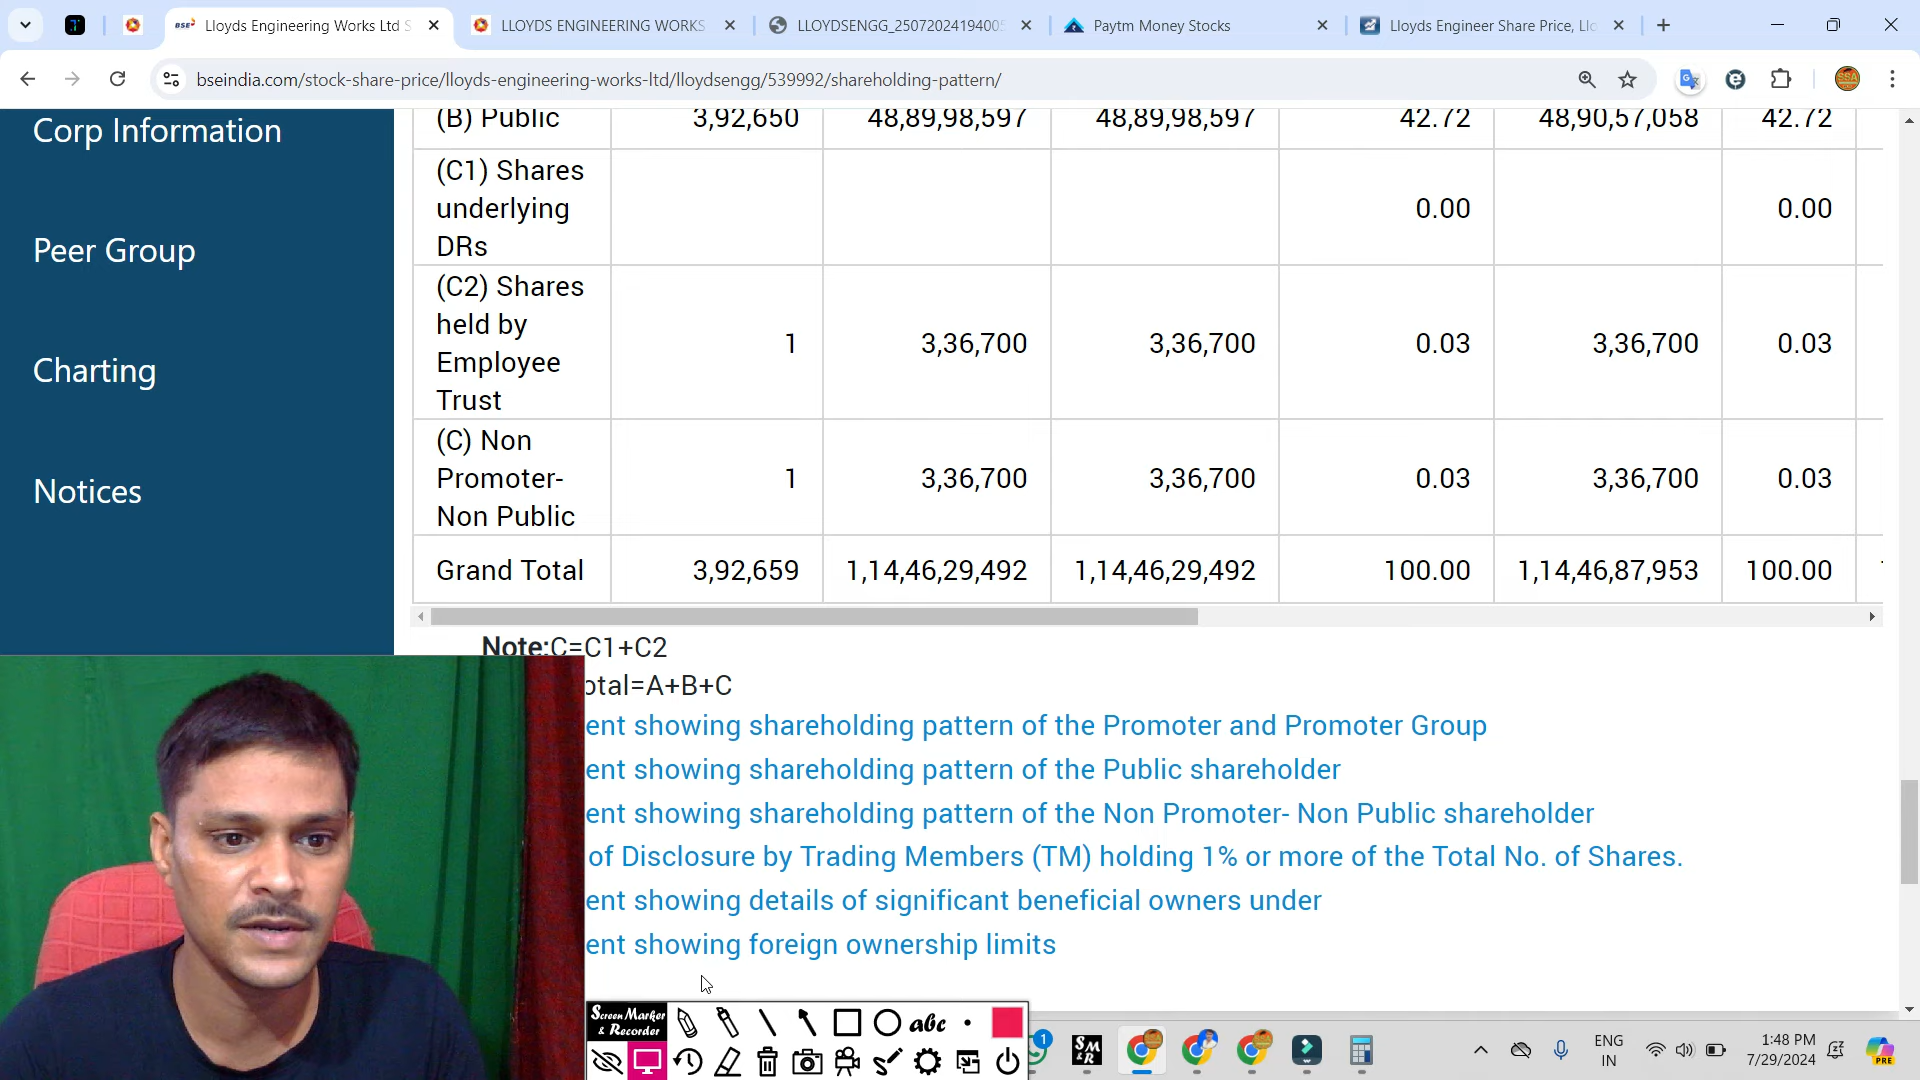 Lloyds Engineering Works Ltd S
LLOYDS ENGINEERING WORKS
LLOYDSENGG_25072024194005
Paytm Money Stocks
Lloyds Engineer Share Price, Llo
bseindia.com/stock-share-price/lloyds-engineering-works-ltd/lloydsengg/539992/shareholding-pattern/
Corp Information
Peer Group
Charting
Notices
(B) Public 3,92,650 48,89,98,597 48,89,98,597 42.72 48,90,57,058 42.72
(C1) Shares
underlying
DRs
0.00 0.00
(C2) Shares
held by
Employee
Trust
1 3,36,700 3,36,700 0.03 3,36,700 0.03
(C) Non
Promoter-
Non Public
1 3,36,700 3,36,700 0.03 3,36,700 0.03
Grand Total 3,92,659 1,14,46,29,492 1,14,46,29,492 100.00 1,14,46,87,953 100.00
Note:C=C1+C2
otal=A+B+C
ent showing shareholding pattern of the Promoter and Promoter Group
ent showing shareholding pattern of the Public shareholder
ent showing shareholding pattern of the Non Promoter- Non Public shareholder
of Disclosure by Trading Members (TM) holding 1% or more of the Total No. of Shares.
ent showing details of significant beneficial owners under
ent showing foreign ownership limits
Screen Marker
& Recorder
abc
1
SM
&R
ENG
IN
1:48 PM
7/29/2024
PRE